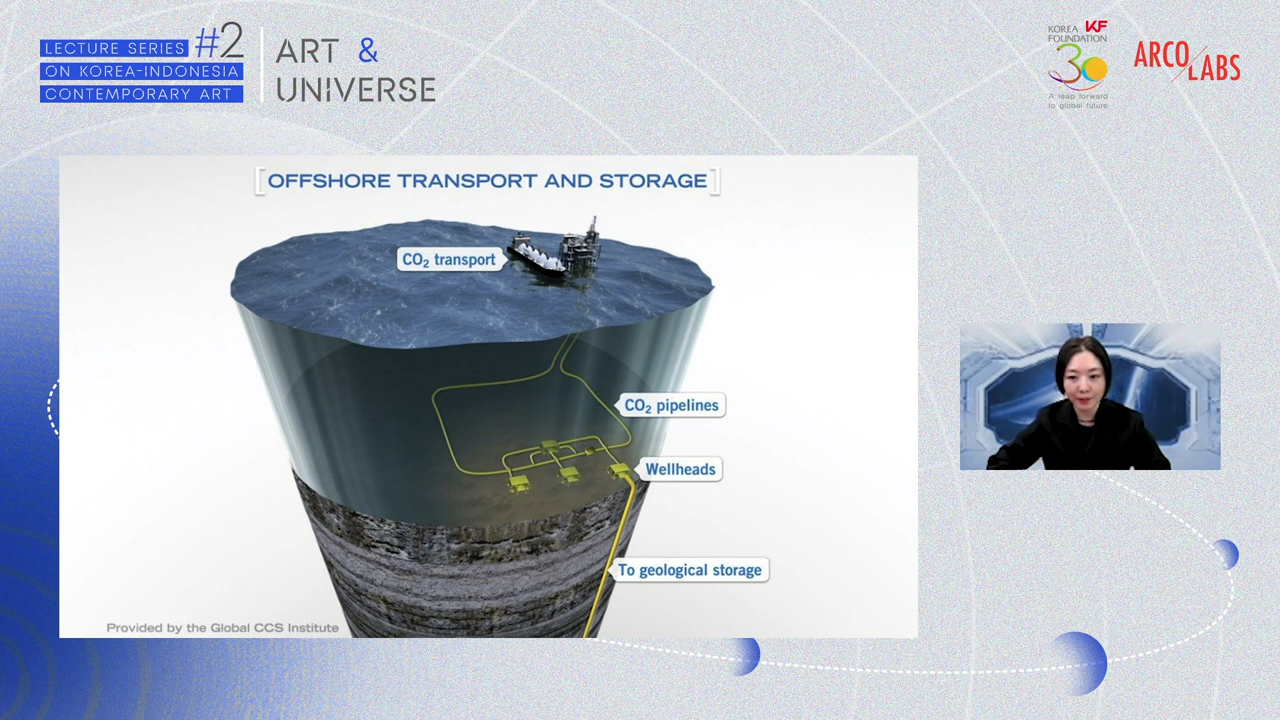 LECTURE SERIES #2
ON KOREA-INDONESIA
CONTEMPORARY ART
ART &
UNIVERSE
KOREA KF
FOUNDATION
30
A leap forward
to global future
ARCO/LABS
[OFFSHORE TRANSPORT AND STORAGE]
CO₂ transport
CO₂ pipelines
Wellheads
To geological storage
Provided by the Global CCS Institute